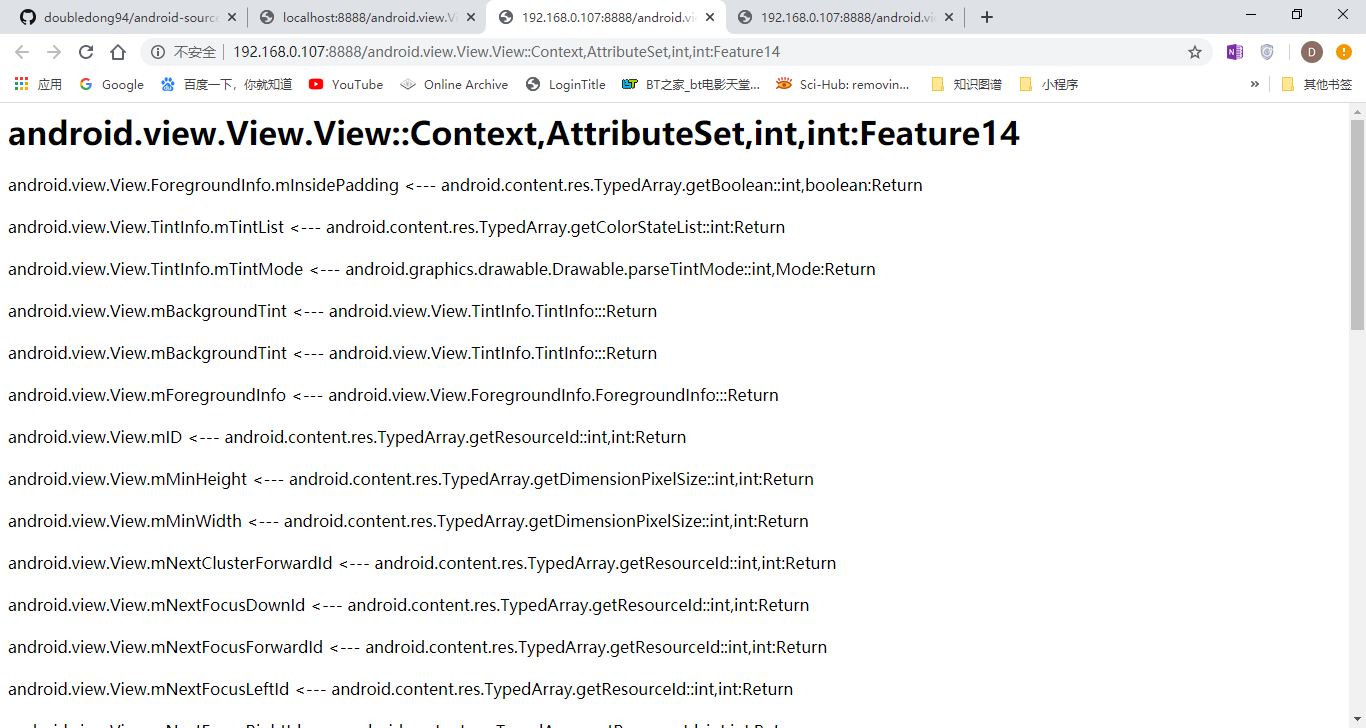 doubledong94/android-source
localhost:8888/android.view.Vi
192.168.0.107:8888/android.vi
192.168.0.107:8888/android.vi
不安全
192.168.0.107:8888/android.view.View.View::Context,AttributeSet,int,int:Feature14
D
应用
Google
百度一下，你就知道
YouTube
Online Archive
LoginTitle
BT之家_bt电影天堂...
Sci-Hub: removin...
知识图谱
小程序
»
其他书签
android.view.View.View::Context,AttributeSet,int,int:Feature14
android.view.View.ForegroundInfo.mInsidePadding <--- android.content.res.TypedArray.getBoolean::int,boolean:Return
android.view.View.TintInfo.mTintList <--- android.content.res.TypedArray.getColorStateList::int:Return
android.view.View.TintInfo.mTintMode <--- android.graphics.drawable.Drawable.parseTintMode::int,Mode:Return
android.view.View.mBackgroundTint <--- android.view.View.TintInfo.TintInfo:::Return
android.view.View.mBackgroundTint <--- android.view.View.TintInfo.TintInfo:::Return
android.view.View.mForegroundInfo <--- android.view.View.ForegroundInfo.ForegroundInfo:::Return
android.view.View.mID <--- android.content.res.TypedArray.getResourceId::int,int:Return
android.view.View.mMinHeight <--- android.content.res.TypedArray.getDimensionPixelSize::int,int:Return
android.view.View.mMinWidth <--- android.content.res.TypedArray.getDimensionPixelSize::int,int:Return
android.view.View.mNextClusterForwardId <--- android.content.res.TypedArray.getResourceId::int,int:Return
android.view.View.mNextFocusDownId <--- android.content.res.TypedArray.getResourceId::int,int:Return
android.view.View.mNextFocusForwardId <--- android.content.res.TypedArray.getResourceId::int,int:Return
android.view.View.mNextFocusLeftId <--- android.content.res.TypedArray.getResourceId::int,int:Return